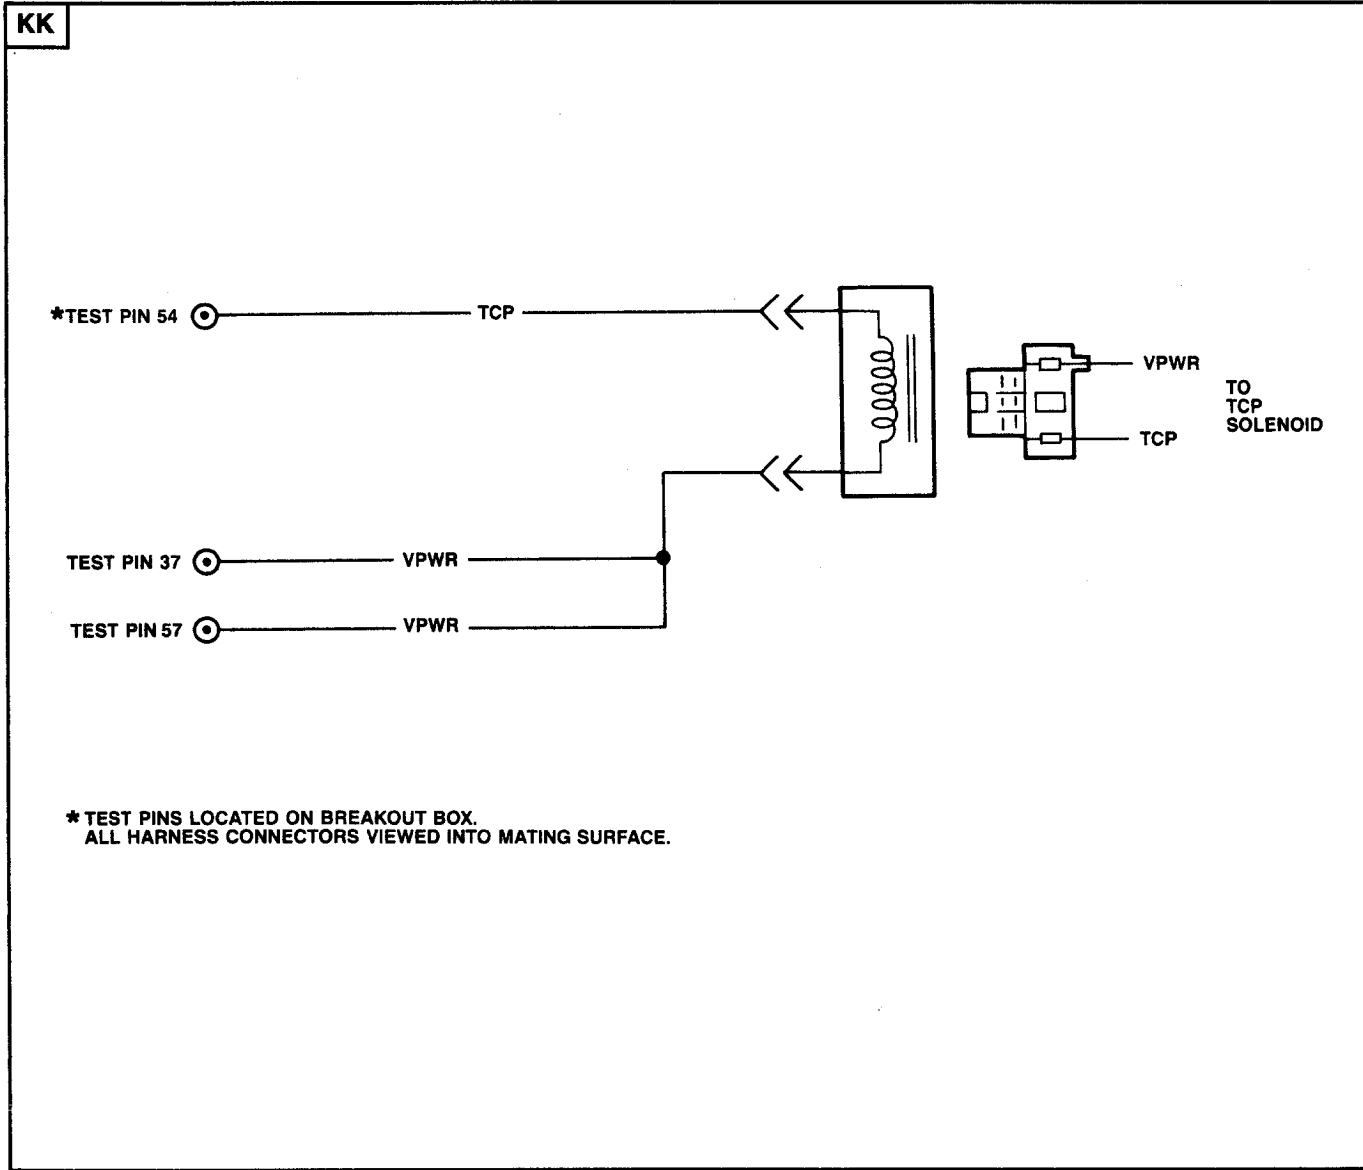 KK
*TEST PIN 54
TCP
VPWR
TO
TCP
SOLENOID
TCP
TEST PIN 37
VPWR
TEST PIN 57
VPWR
* TEST PINS LOCATED ON BREAKOUT BOX.
ALL HARNESS CONNECTORS VIEWED INTO MATING SURFACE.